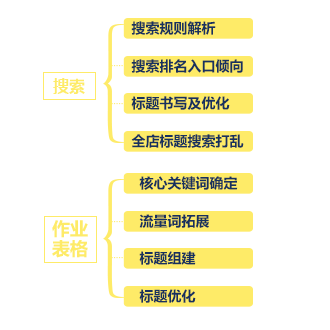 搜索
搜索规则解析
搜索排名入口倾向
标题书写及优化
全店标题搜索打乱
作业
表格
核心关键词确定
流量词拓展
标题组建
标题优化